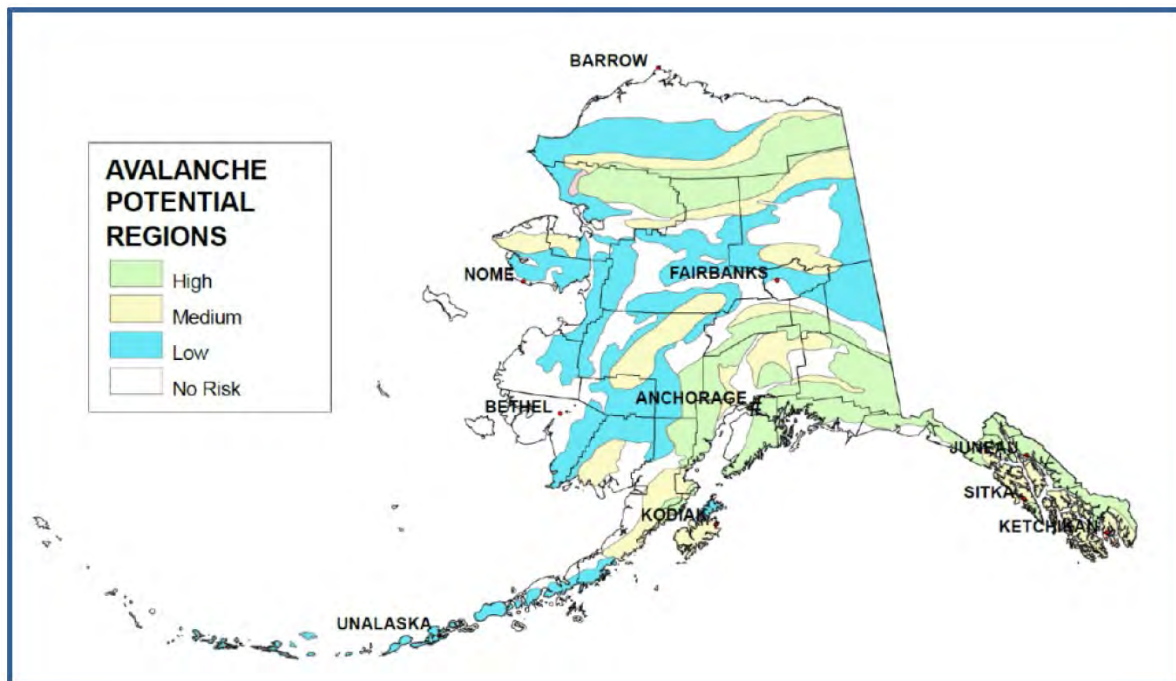 BARROW
AVALANCHE
POTENTIAL
REGIONS
High
Medium
Low
No Risk
NOME
FAIRBANKS
BETHEL
ANCHORAGE
JUNEAU
SITKA
KODIAK
KETCHIKAN
UNALASKA